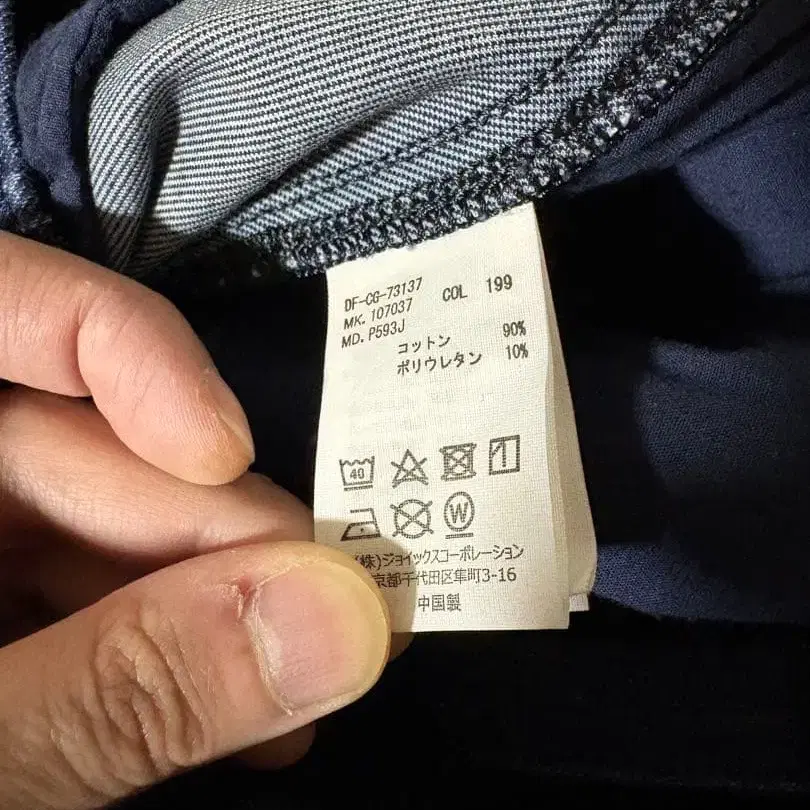 DF-CG-73137 COL 199
MK. 107037
MD. P593J
コットン 90%
ポリウレタン 10%
40
W
(株)ジョイックスコーポレーション
京都千代田区隼町3-16
中国製